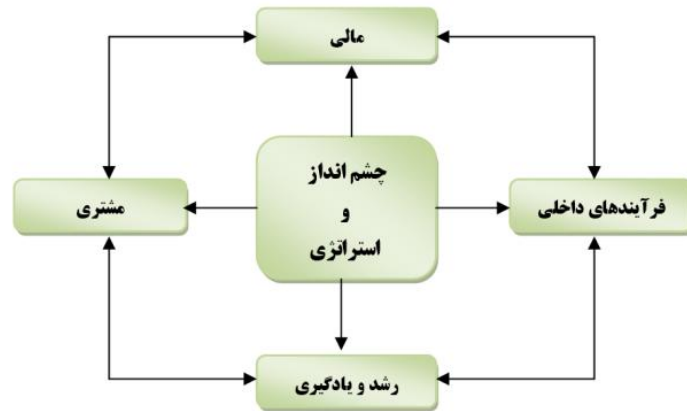 مالی
چشم انداز
و
استراتژی
فرآیندهای داخلی
مشتری
رشد و یادگیری